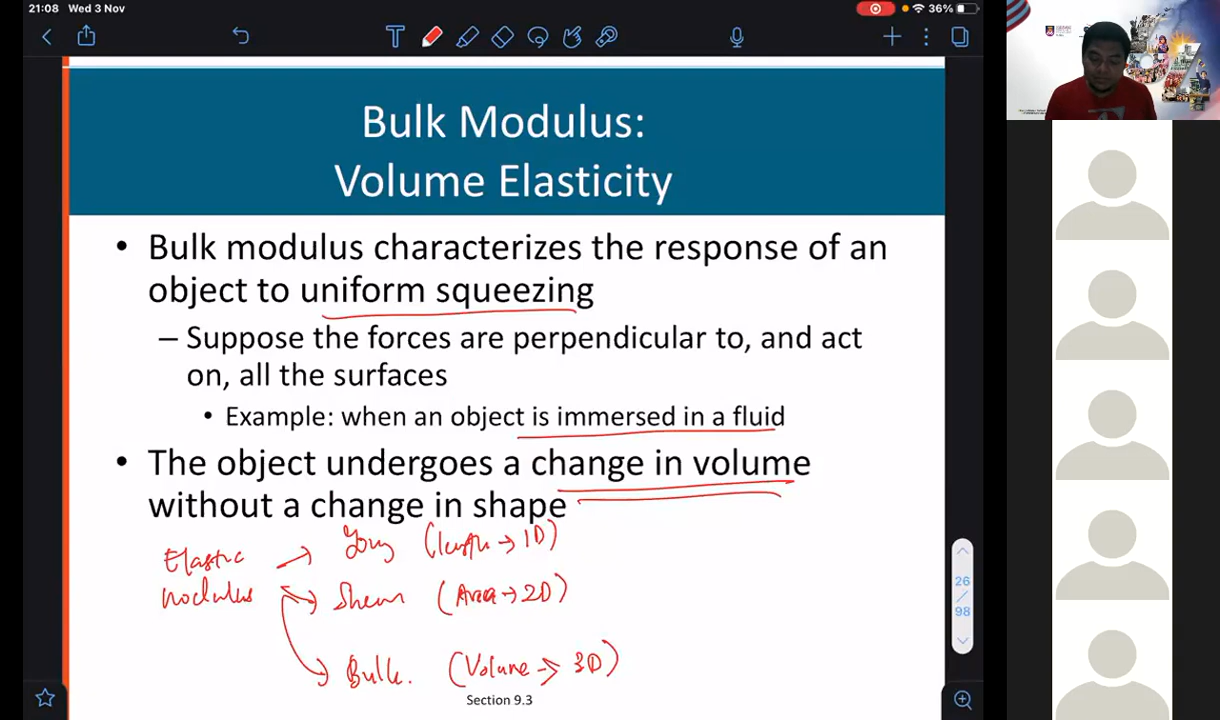 21:08 Wed 3 Nov
36%
Bulk Modulus:
Volume Elasticity
• Bulk modulus characterizes the response of an
object to uniform squeezing
– Suppose the forces are perpendicular to, and act
on, all the surfaces
• Example: when an object is immersed in a fluid
• The object undergoes a change in volume
without a change in shape
Elastic
modulus
Young (length → 1D)
Shear (Area → 2D)
Bulk. (Volume → 3D)
Section 9.3
26
/
98